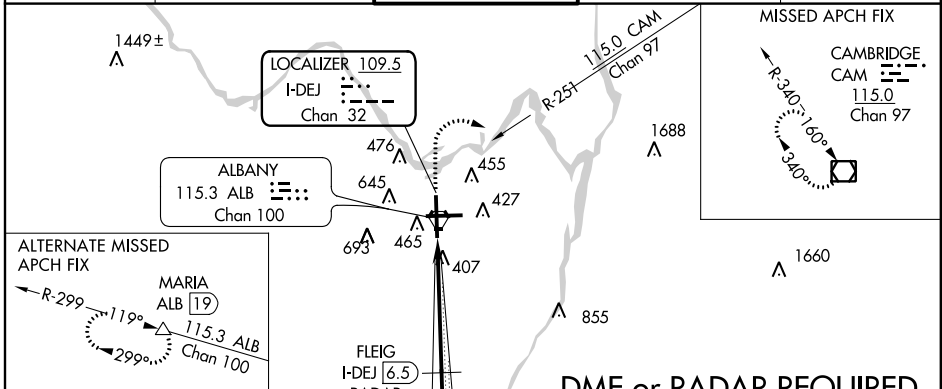 1449±
LOCALIZER 109.5
I-DEJ
Chan 32
115.0 CAM
Chan 97
R-251
MISSED APCH FIX
CAMBRIDGE
CAM
115.0
Chan 97
R-340
160°
340°
1688
476
455
ALBANY
115.3 ALB
Chan 100
645
427
693
465
407
1660
855
ALTERNATE MISSED
APCH FIX
MARIA
ALB 19
R-299
119°
299°
115.3 ALB
Chan 100
FLEIG
I-DEJ 6.5
RADAR
DME or RADAR REQUIRED